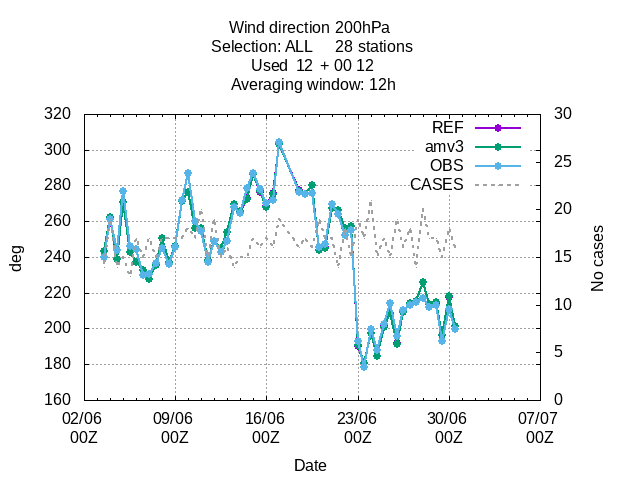 Wind direction 200hPa
Selection: ALL 28 stations
Used 12 + 00 12
Averaging window: 12h
320
300
280
260
240
220
200
180
160
deg
30
25
20
15
10
5
0
No cases
REF
amv3
OBS
CASES
02/06 09/06 16/06 23/06 30/06 07/07
00Z 00Z 00Z 00Z 00Z 00Z
Date